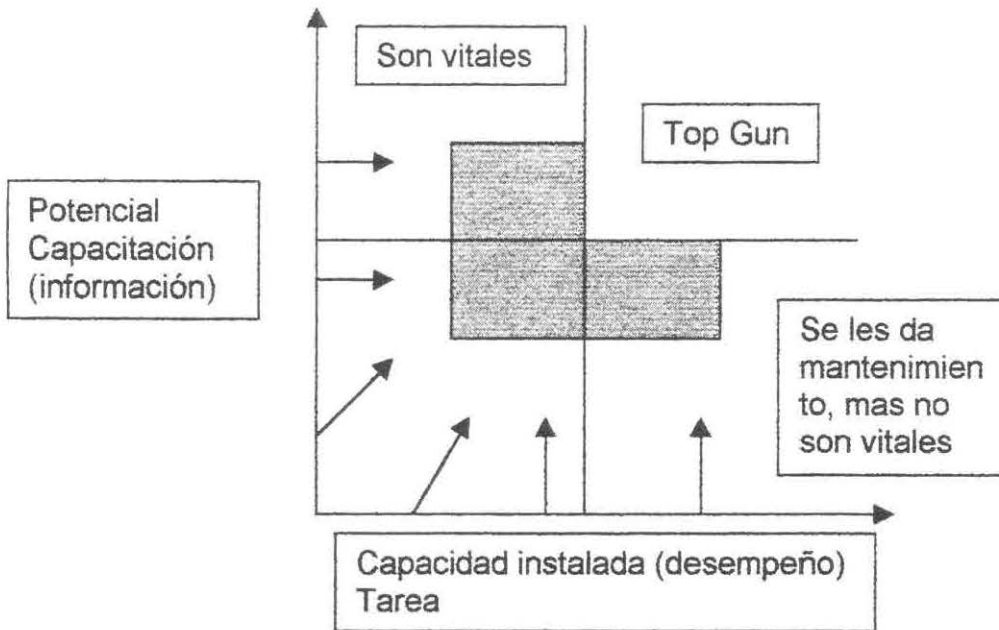 Son vitales
Top Gun
Potencial
Capacitación
(información)
Se les da
mantenimien
to, mas no
son vitales
Capacidad instalada (desempeño)
Tarea